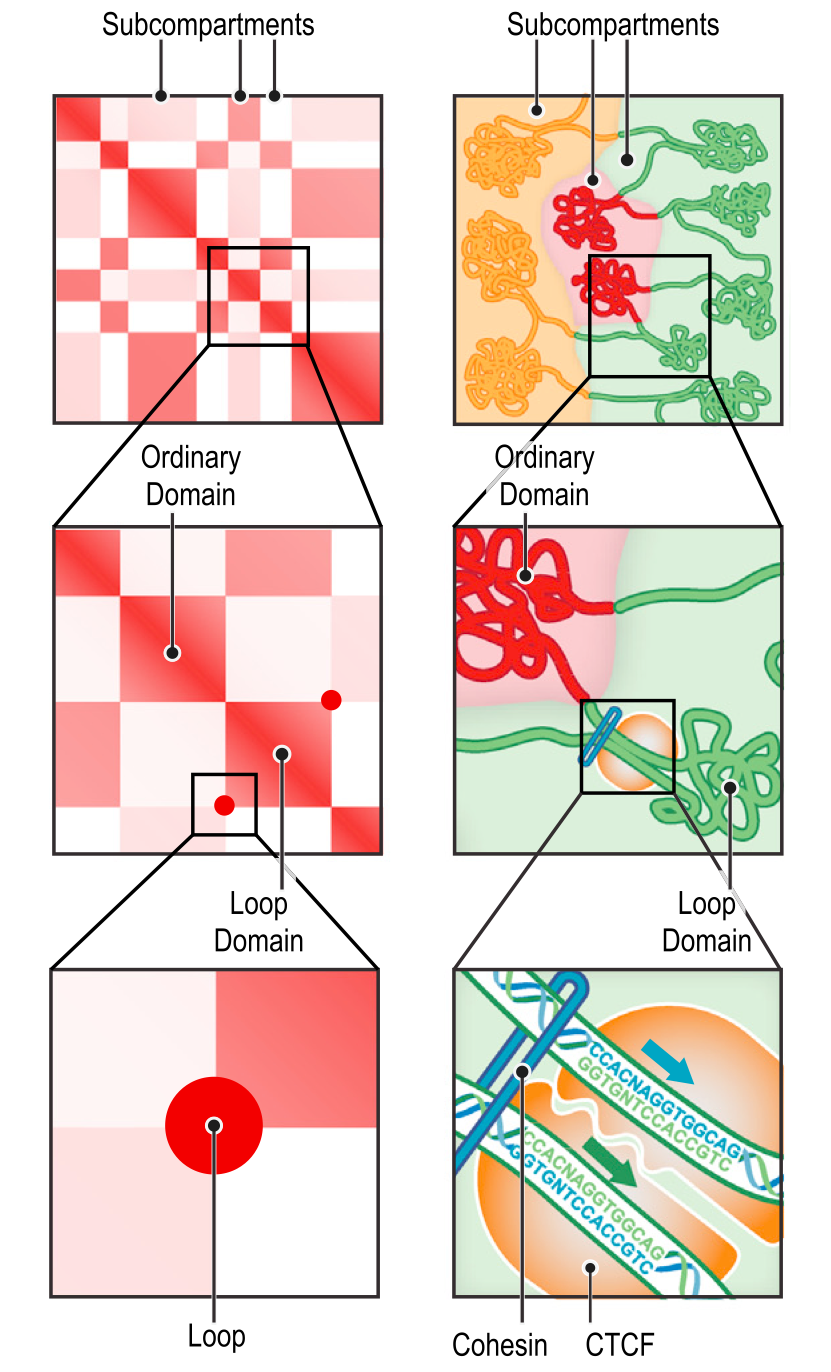 Subcompartments
Subcompartments
Ordinary
Domain
Ordinary
Domain
Loop
Domain
Loop
Domain
CCACNAGGTGGCAG
GGTGNTCCACCGTC
CCACNAGGTGGCAG
GGTGNTCCACCGTC
Loop
Cohesin
CTCF